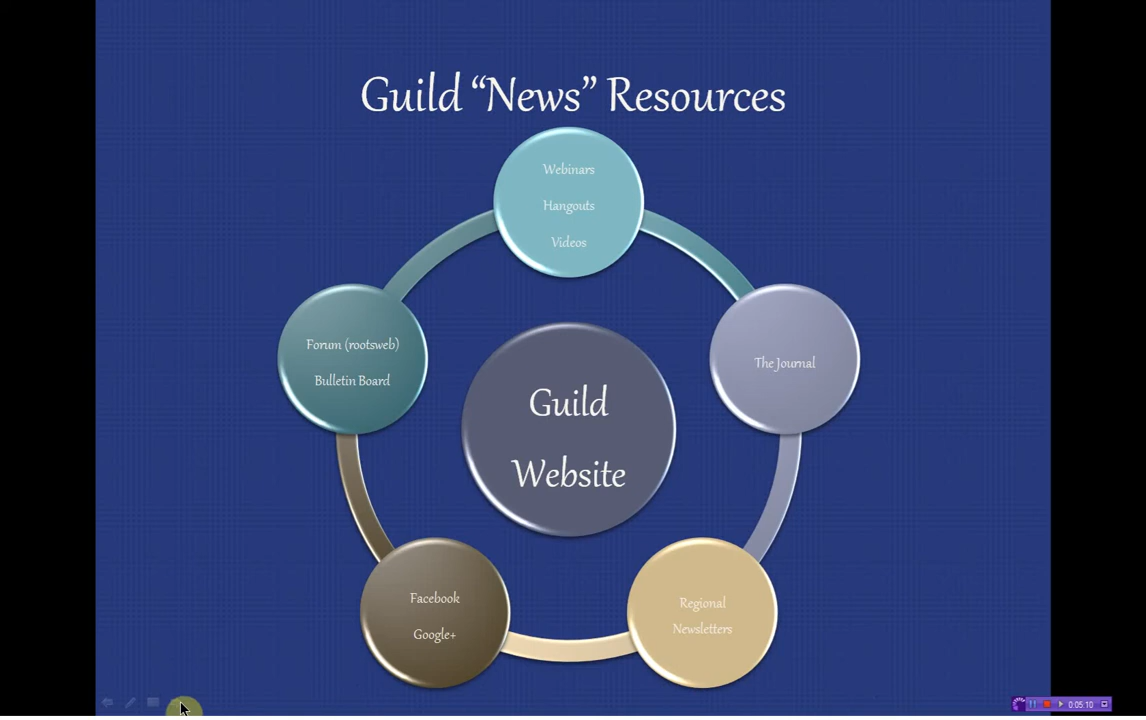 Guild “News” Resources
Webinars
Hangouts
Videos
Forum (rootsweb)
Bulletin Board
The Journal
Guild
Website
Facebook
Google+
Regional
Newsletters
0:05:10